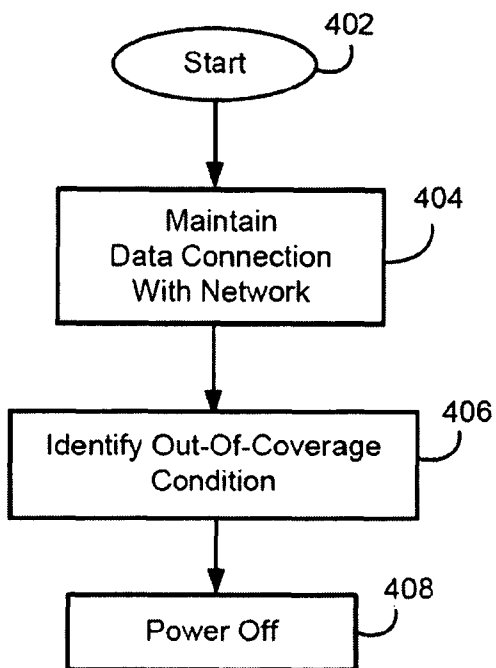 402
Start
404
Maintain
Data Connection
With Network
406
Identify Out-Of-Coverage
Condition
408
Power Off